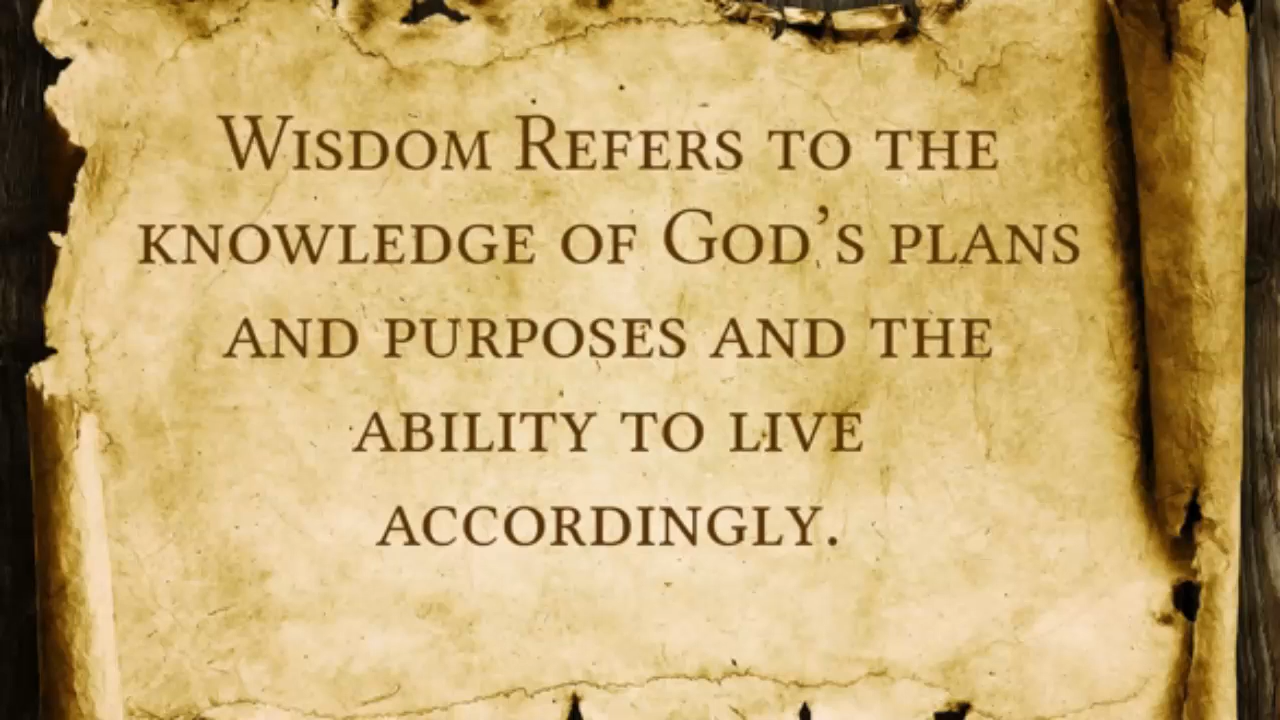 Wisdom Refers to the
knowledge of God’s plans
and purposes and the
ability to live
accordingly.